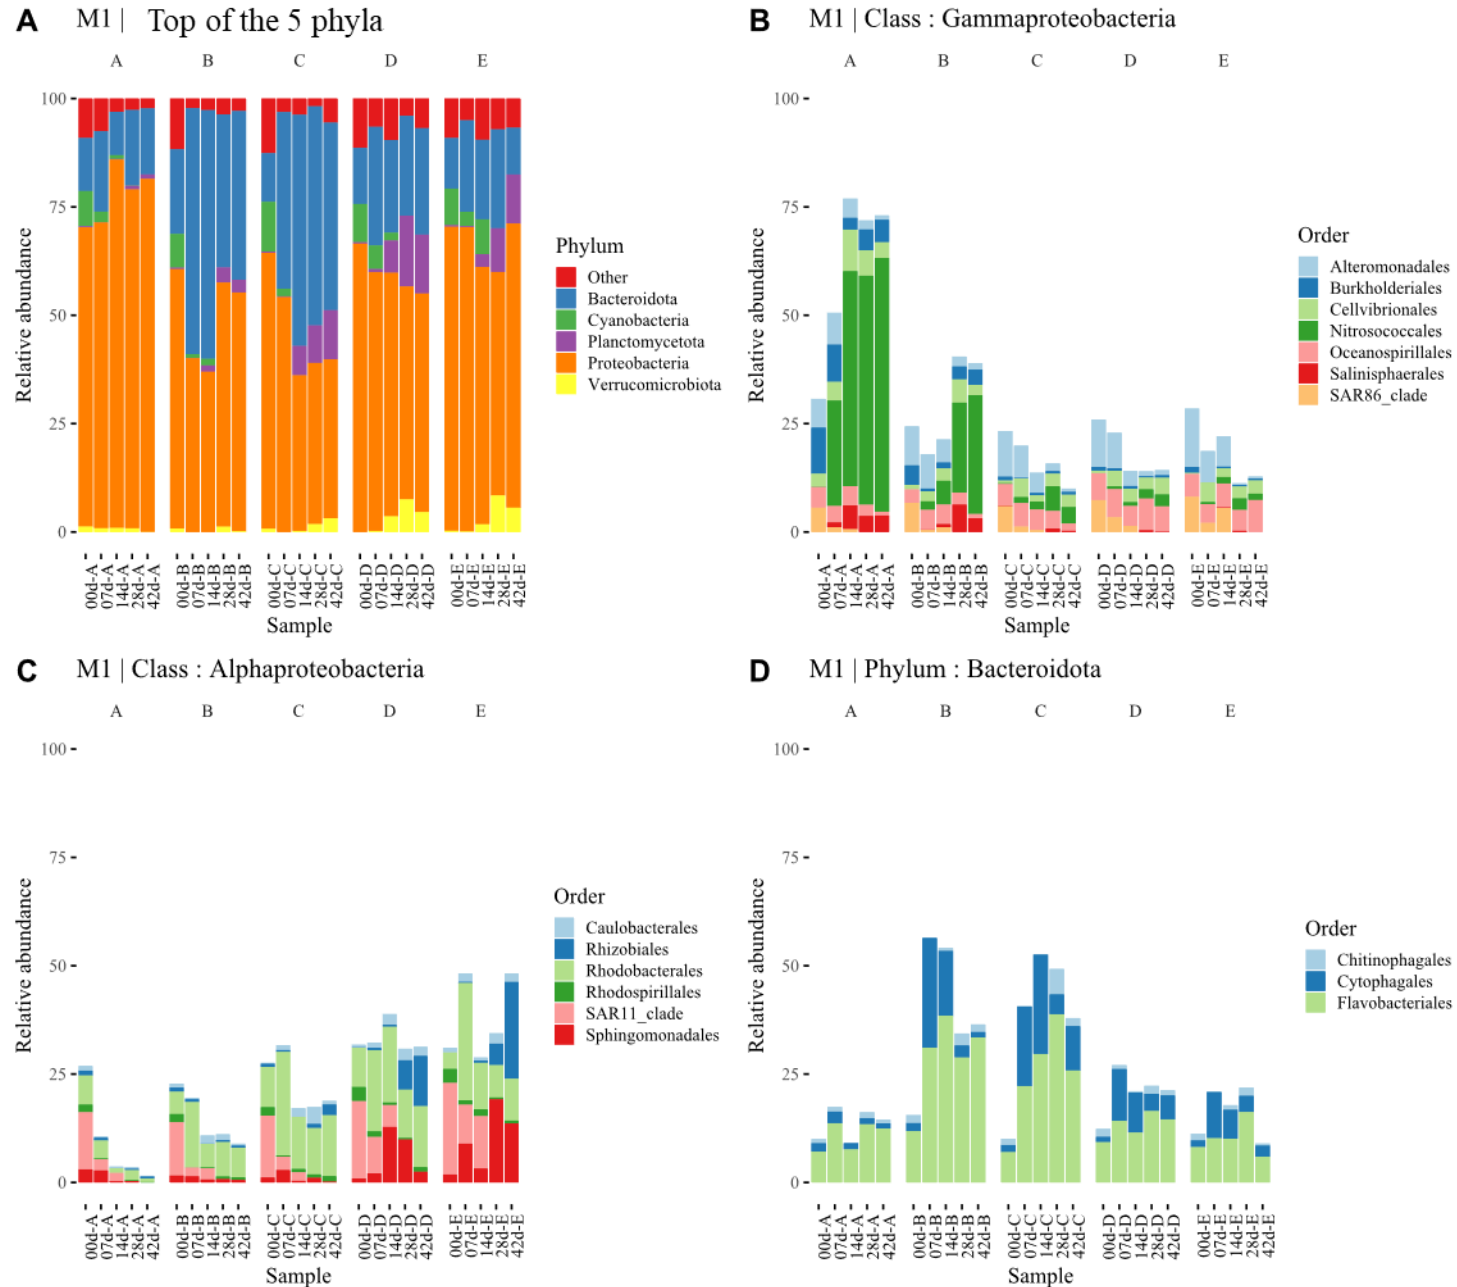 A M1 | Top of the 5 phyla
A B C D E
Relative abundance
100
75
50
25
0
00d-A 07d-A 14d-A 28d-A 42d-A 00d-B 07d-B 14d-B 28d-B 42d-B 00d-C 07d-C 14d-C 28d-C 42d-C 00d-D 07d-D 14d-D 28d-D 42d-D 00d-E 07d-E 14d-E 28d-E 42d-E
Sample
Phylum
Other
Bacteroidota
Cyanobacteria
Planctomycetota
Proteobacteria
Verrucomicrobiota
B M1 | Class : Gammaproteobacteria
A B C D E
Relative abundance
100
75
50
25
0
00d-A 07d-A 14d-A 28d-A 42d-A 00d-B 07d-B 14d-B 28d-B 42d-B 00d-C 07d-C 14d-C 28d-C 42d-C 00d-D 07d-D 14d-D 28d-D 42d-D 00d-E 07d-E 14d-E 28d-E 42d-E
Sample
Order
Alteromonadales
Burkholderiales
Cellvibrionales
Nitrosococcales
Oceanospirillales
Salinisphaerales
SAR86_clade
C M1 | Class : Alphaproteobacteria
A B C D E
Relative abundance
100
75
50
25
0
00d-A 07d-A 14d-A 28d-A 42d-A 00d-B 07d-B 14d-B 28d-B 42d-B 00d-C 07d-C 14d-C 28d-C 42d-C 00d-D 07d-D 14d-D 28d-D 42d-D 00d-E 07d-E 14d-E 28d-E 42d-E
Sample
Order
Caulobacterales
Rhizobiales
Rhodobacterales
Rhodospirillales
SAR11_clade
Sphingomonadales
D M1 | Phylum : Bacteroidota
A B C D E
Relative abundance
100
75
50
25
0
00d-A 07d-A 14d-A 28d-A 42d-A 00d-B 07d-B 14d-B 28d-B 42d-B 00d-C 07d-C 14d-C 28d-C 42d-C 00d-D 07d-D 14d-D 28d-D 42d-D 00d-E 07d-E 14d-E 28d-E 42d-E
Sample
Order
Chitinophagales
Cytophagales
Flavobacteriales